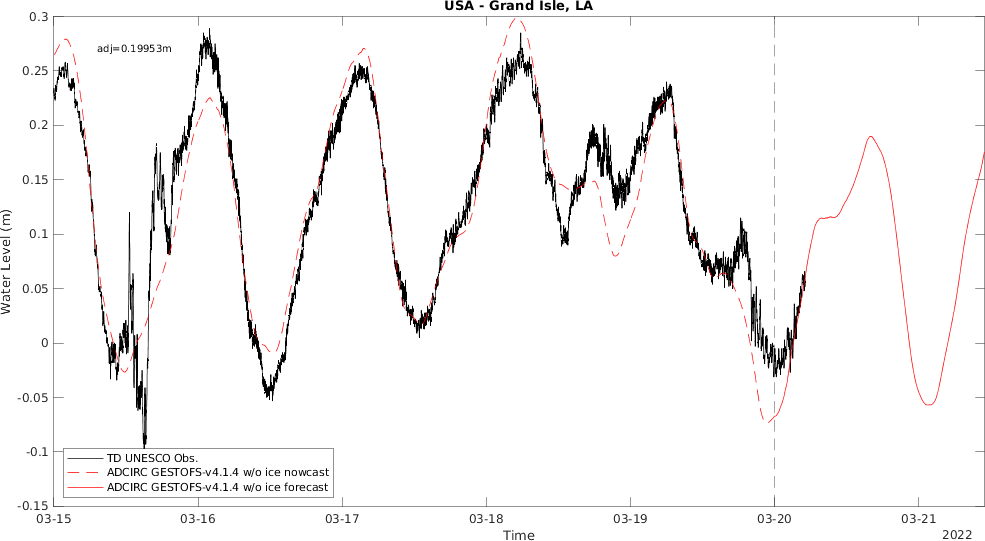 USA - Grand Isle, LA
adj=0.19953m
0.3
0.25
0.2
0.15
0.1
0.05
0
-0.05
-0.1
-0.15
Water Level (m)
TD UNESCO Obs.
ADCIRC GESTOFS-v4.1.4 w/o ice nowcast
ADCIRC GESTOFS-v4.1.4 w/o ice forecast
03-15 03-16 03-17 03-18 03-19 03-20 03-21
Time
2022